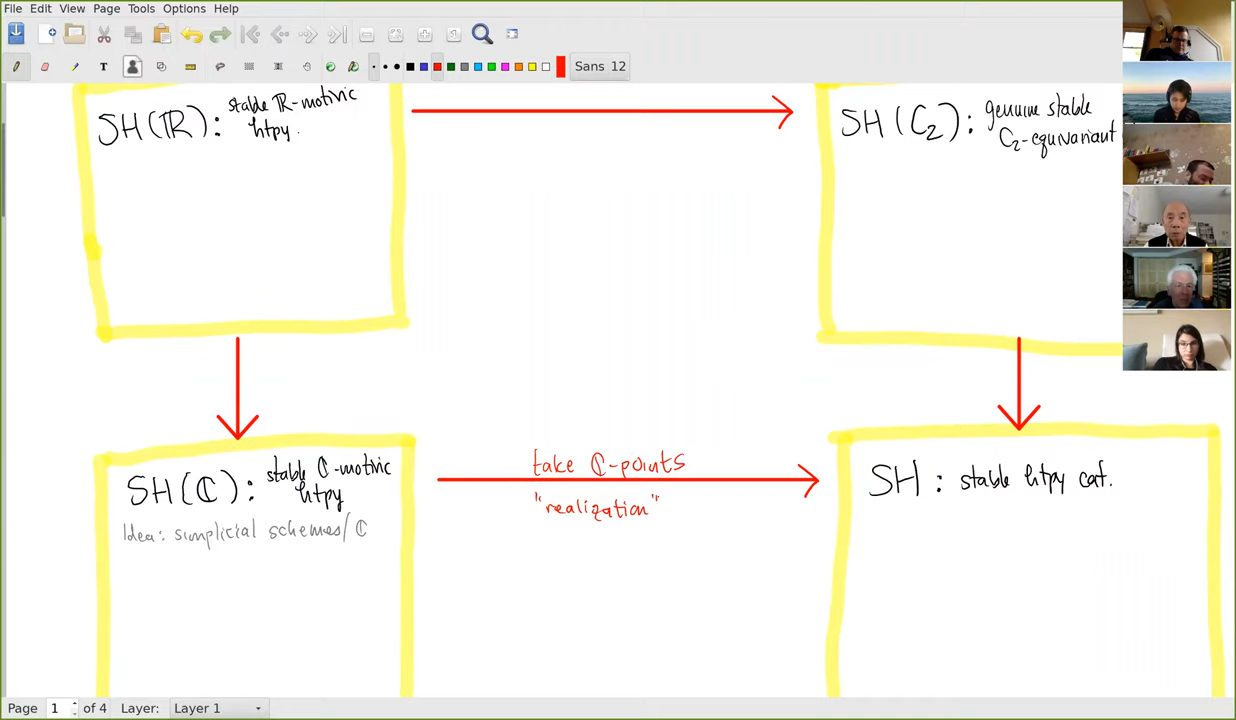 File Edit View Page Tools Options Help
Sans 12
SH(ℝ): stable ℝ-motivic
htpy.
SH(C₂): genuine stable
C₂-equivariant
take ℂ-points
"realization"
SH(ℂ): stable ℂ-motivic
htpy
Idea: simplicial schemes/ℂ
SH: stable htpy cat.
Page 1 of 4 Layer: Layer 1